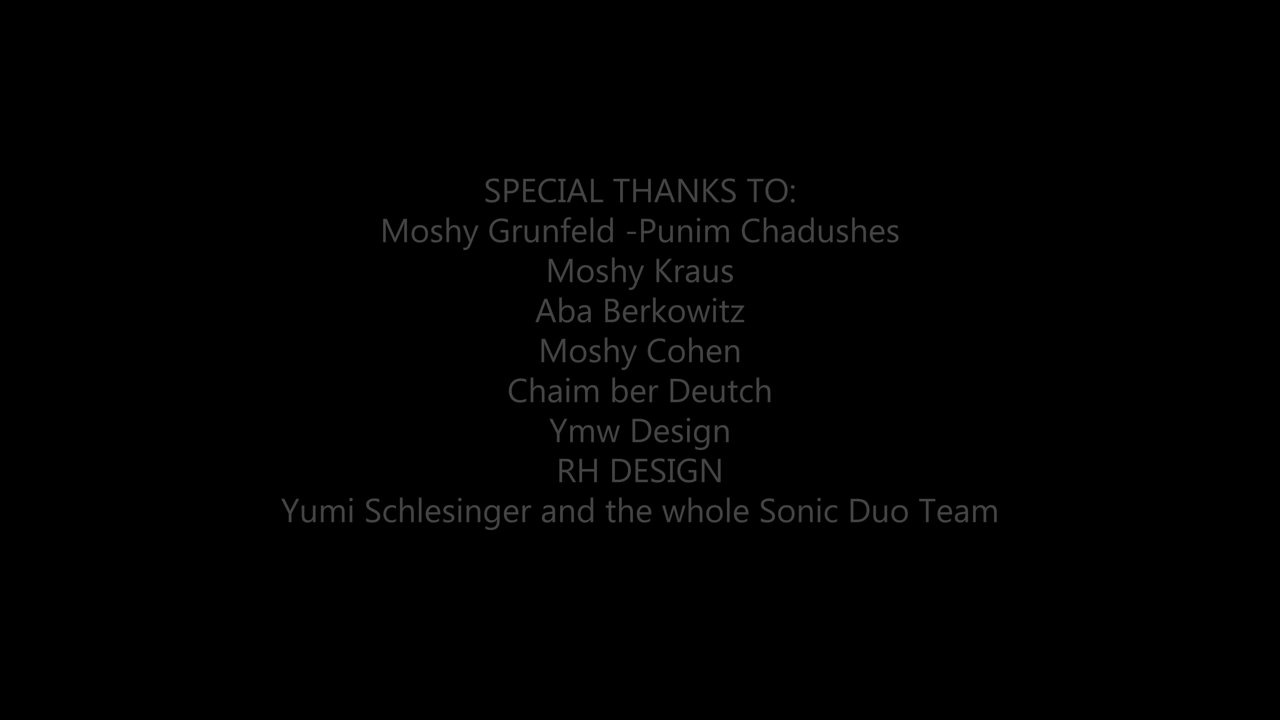 SPECIAL THANKS TO:
Moshy Grunfeld -Punim Chadushes
Moshy Kraus
Aba Berkowitz
Moshy Cohen
Chaim ber Deutch
Ymw Design
RH DESIGN
Yumi Schlesinger and the whole Sonic Duo Team